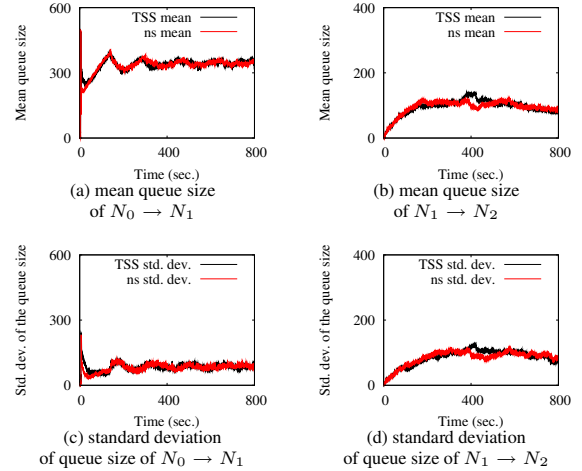 600
300
0
0
400
800
Mean queue size
TSS mean
ns mean
Time (sec.)
(a) mean queue size
of N₀ → N₁
400
200
0
0
400
800
Mean queue size
TSS mean
ns mean
Time (sec.)
(b) mean queue size
of N₁ → N₂
600
300
0
0
400
800
Std. dev. of the queue size
TSS std. dev.
ns std. dev.
Time (sec.)
(c) standard deviation
of queue size of N₀ → N₁
400
200
0
0
400
800
Std. dev. of the queue size
TSS std. dev.
ns std. dev.
Time (sec.)
(d) standard deviation
of queue size of N₁ → N₂